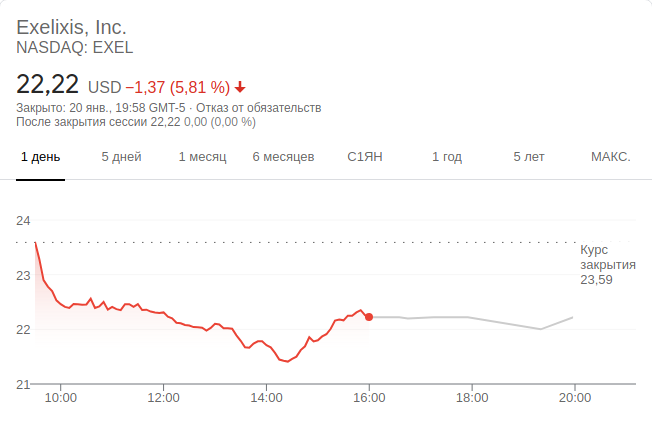 Exelixis, Inc.
NASDAQ: EXEL
22,22 USD −1,37 (5,81 %)
Закрыто: 20 янв., 19:58 GMT-5 · Отказ от обязательств
После закрытия сессии 22,22 0,00 (0,00 %)
1 день 5 дней 1 месяц 6 месяцев С1ЯН 1 год 5 лет МАКС.
24
Курс
закрытия
23,59
23
22
21
10:00 12:00 14:00 16:00 18:00 20:00